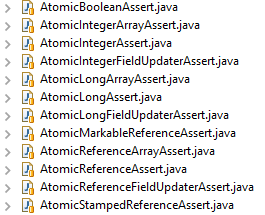 AtomicBooleanAssert.java
AtomicIntegerArrayAssert.java
AtomicIntegerAssert.java
AtomicIntegerFieldUpdaterAssert.java
AtomicLongArrayAssert.java
AtomicLongAssert.java
AtomicLongFieldUpdaterAssert.java
AtomicMarkableReferenceAssert.java
AtomicReferenceArrayAssert.java
AtomicReferenceAssert.java
AtomicReferenceFieldUpdaterAssert.java
AtomicStampedReferenceAssert.java